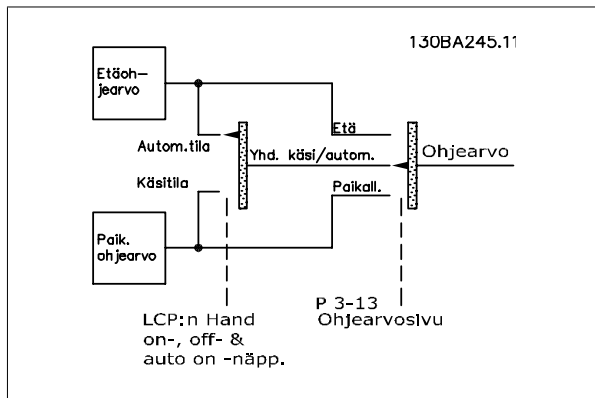 130BA245.11
Etäoh-
jearvo
Etä
Autom.tila
Yhd. käsi/autom.
Ohjearvo
Käsitila
Paikall.
Paik.
ohjearvo
LCP:n Hand
on-, off- &
auto on -näpp.
P 3-13
Ohjearvosivu